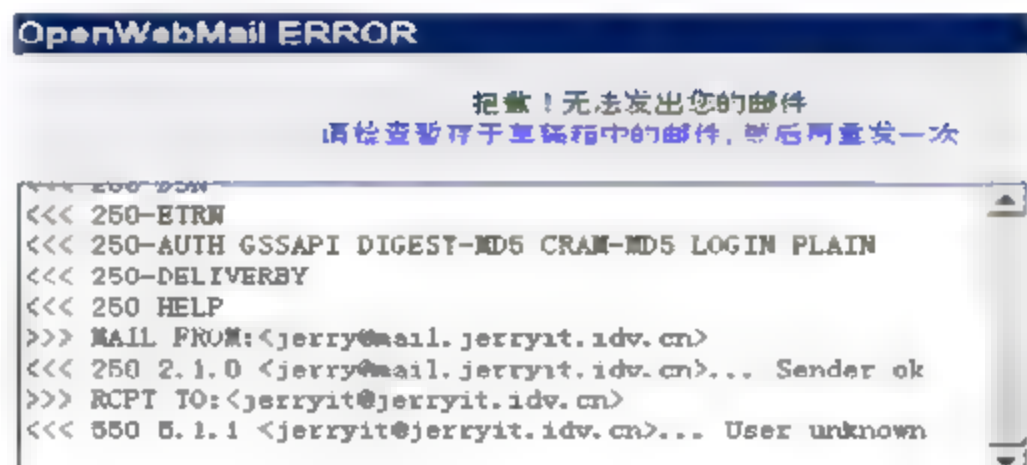 OpenWebMail ERROR
抱歉！无法发出您的邮件
请检查暂存于草稿箱中的邮件，然后再重发一次
<<< 250-DSN
<<< 250-ETRN
<<< 250-AUTH GSSAPI DIGEST-MD5 CRAM-MD5 LOGIN PLAIN
<<< 250-DELIVERBY
<<< 250 HELP
>>> MAIL FROM:<jerry@mail.jerryit.idv.cn>
<<< 250 2.1.0 <jerry@mail.jerryit.idv.cn>... Sender ok
>>> RCPT TO:<jerryit@jerryit.idv.cn>
<<< 550 5.1.1 <jerryit@jerryit.idv.cn>... User unknown